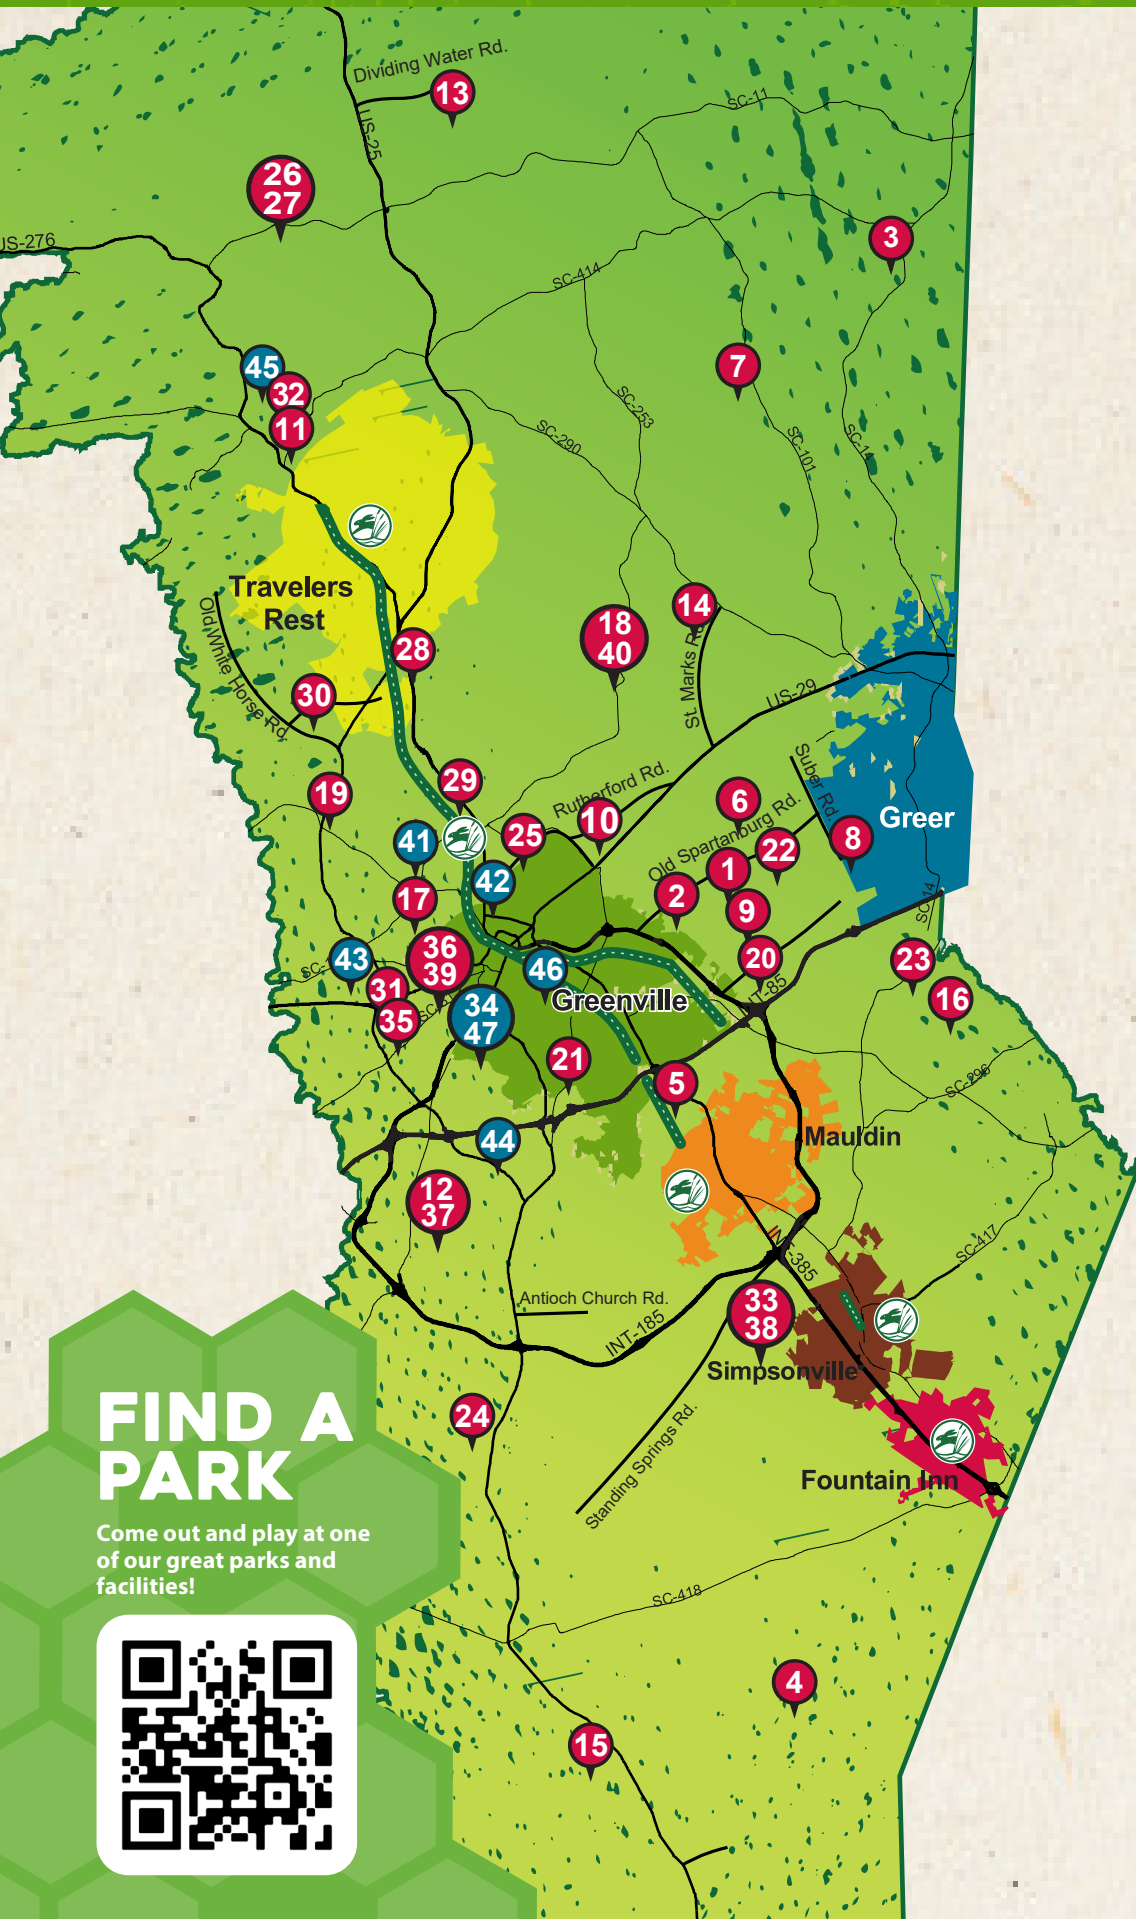 Dividing Water Rd.
13
SC-11
US-25
26
27
3
US-276
SC-414
45
7
32
SC-253
11
SC-290
SC-101
SC-14
Travelers
Rest
Old White Horse Rd.
14
18
40
St. Marks Rd.
28
30
US-29
Suber Rd.
29
Rutherford Rd.
19
6
10
Old Spartanburg Rd.
Greer
25
8
41
22
1
42
2
17
9
SC-14
36
39
20
43
46
23
31
INT-85
Greenville
16
34
47
35
21
5
SC-296
Mauldin
44
12
37
INT-385
SC-417
Antioch Church Rd.
33
38
INT-185
Simpsonville
24
Standing Springs Rd.
Fountain Inn
FIND A
PARK
Come out and play at one
of our great parks and
facilities!
SC-418
4
15